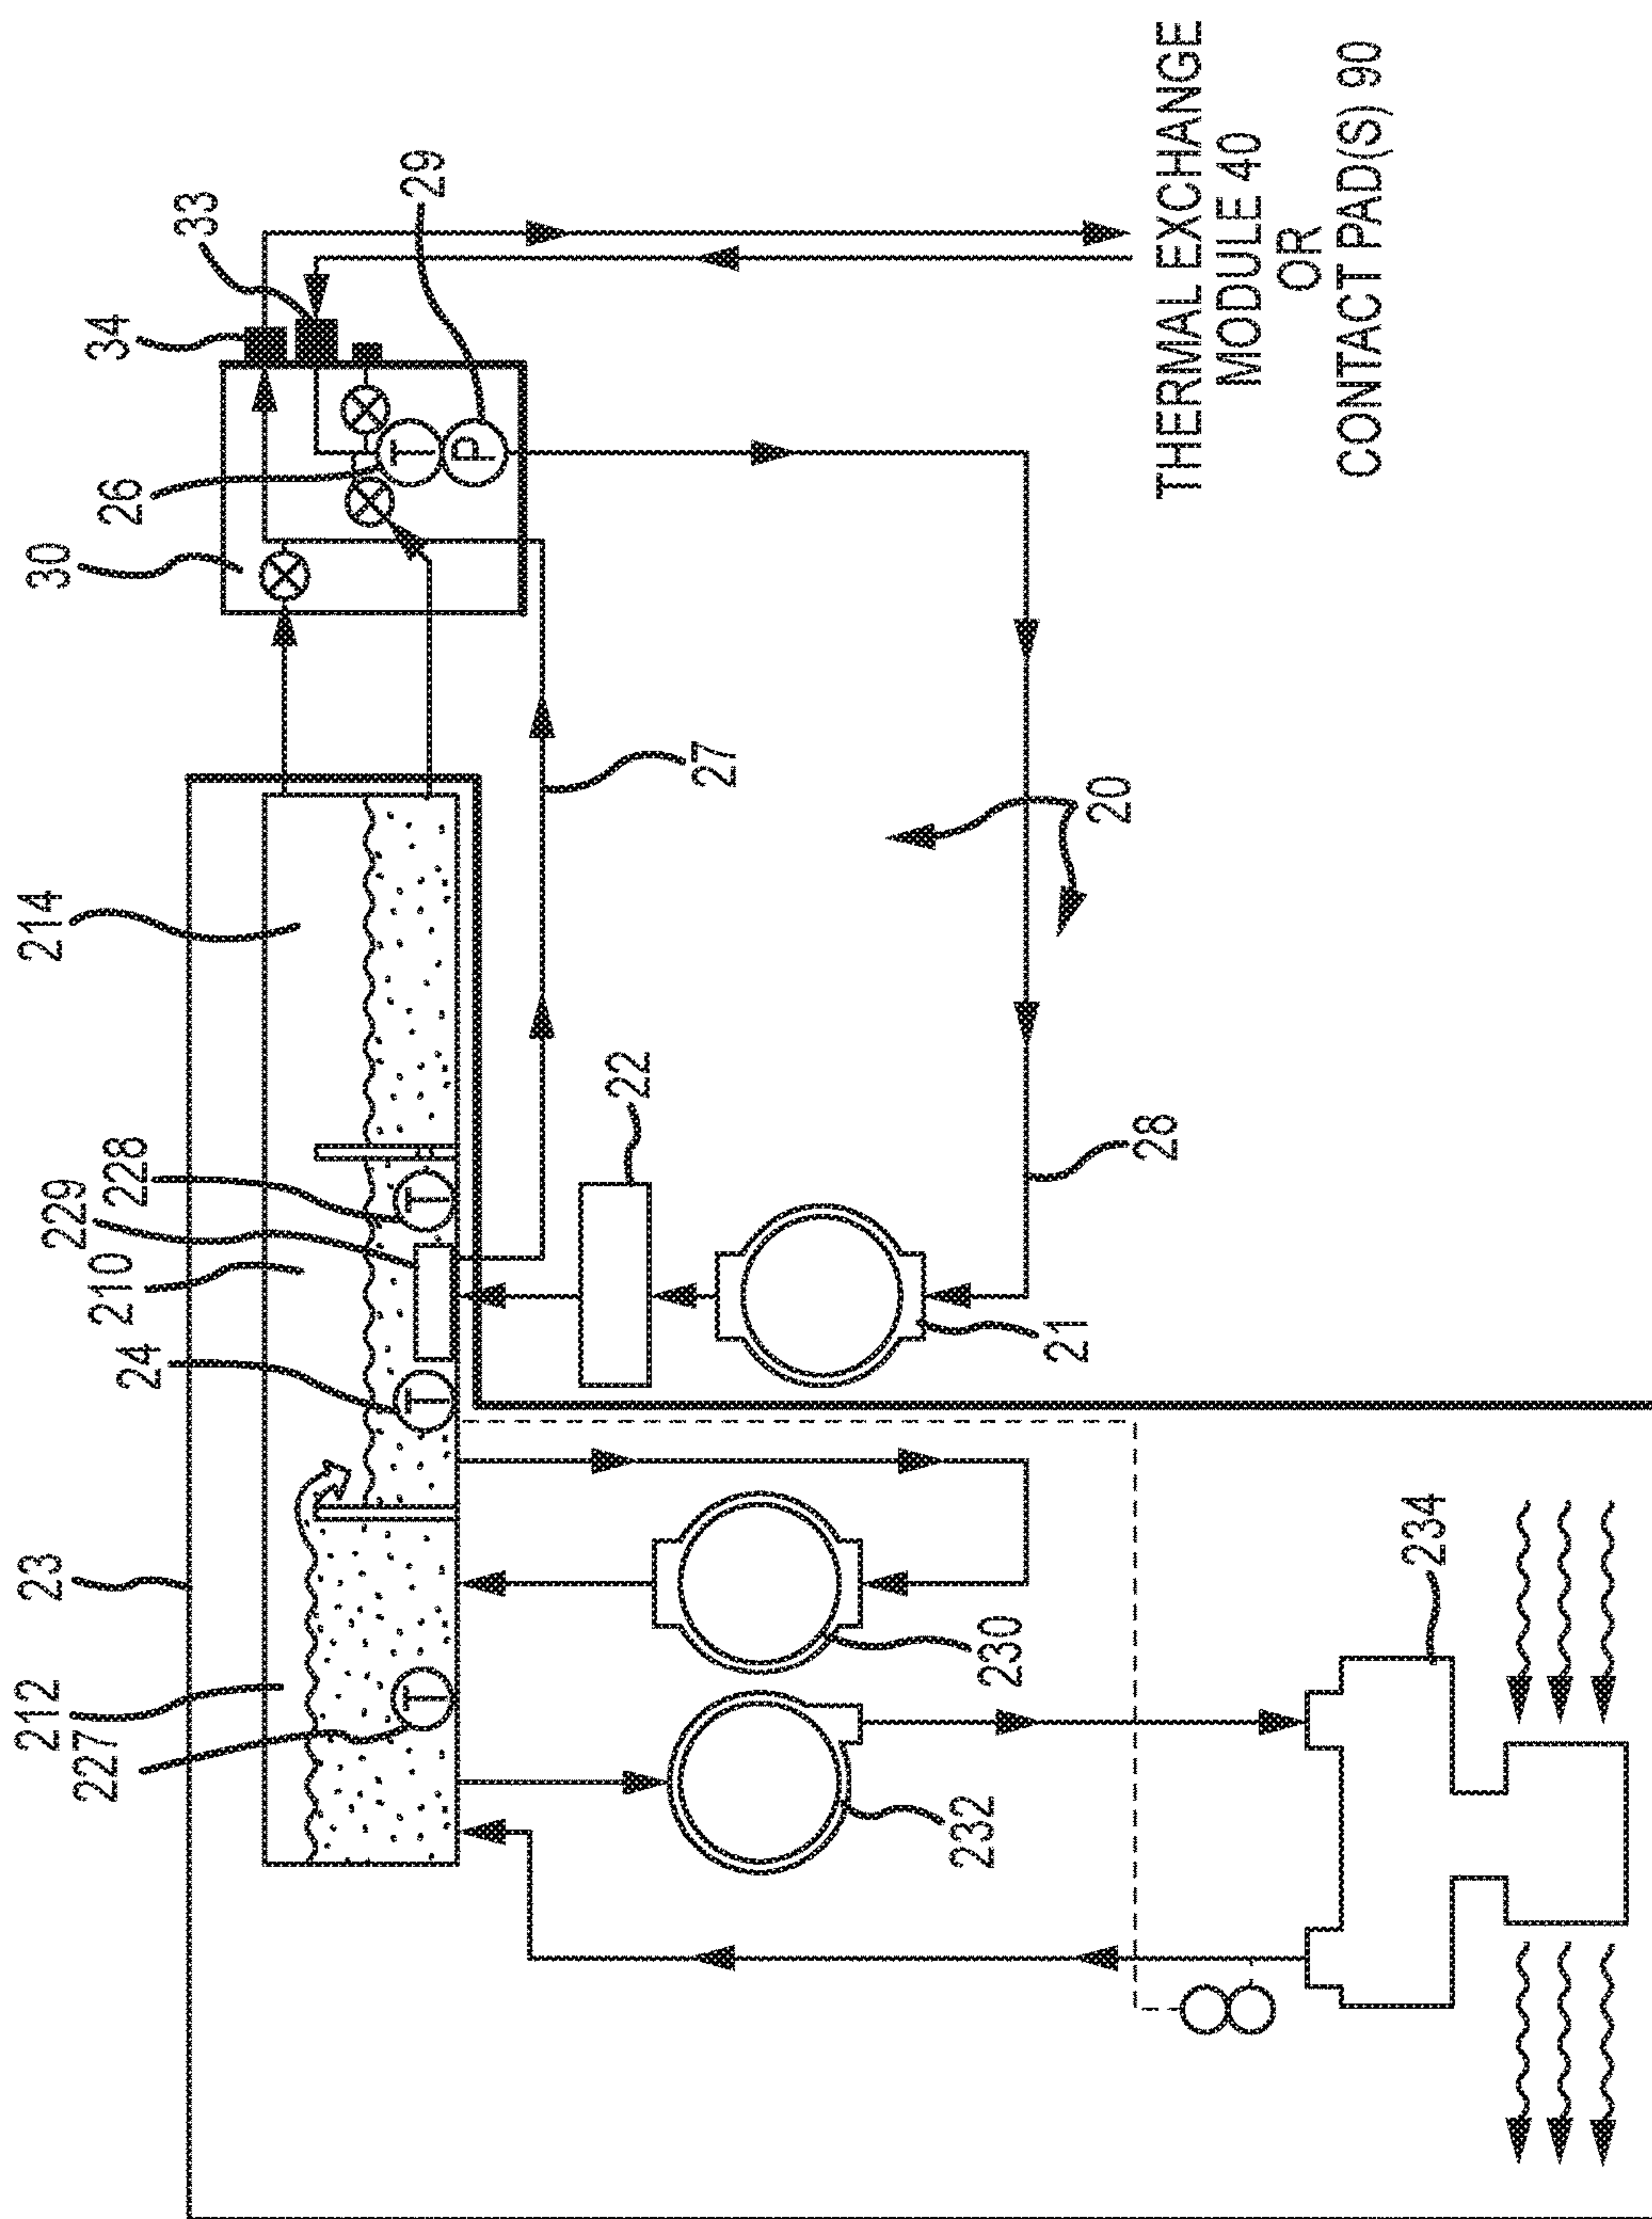 212
23
214
30
229
227
210
228
34
24
26
33
T
T
T
T
29
P
22
27
232
230
21
20
28
THERMAL EXCHANGE
MODULE 40
OR
CONTACT PAD(S) 90
234